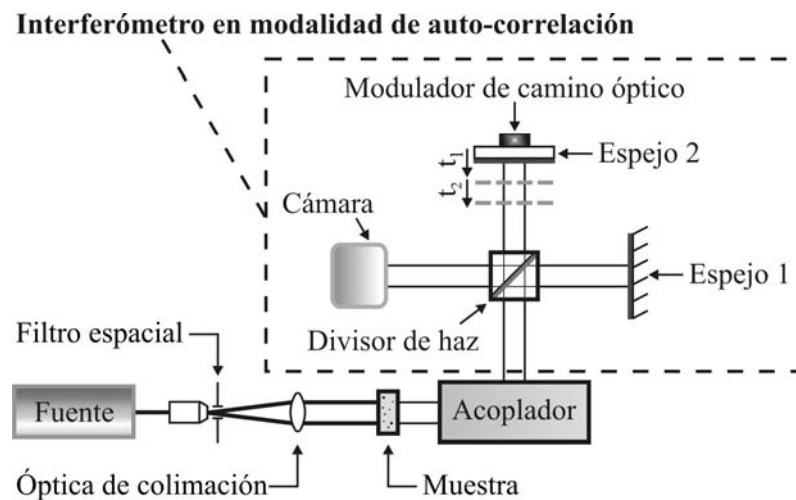 Interferómetro en modalidad de auto-correlación
Modulador de camino óptico
t₁
Espejo 2
t₂
Cámara
Espejo 1
Divisor de haz
Filtro espacial
Fuente
Acoplador
Óptica de colimación
Muestra